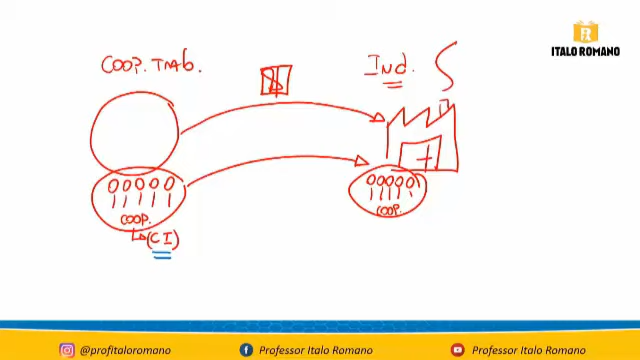 ITALO ROMANO
COOP. TRAB.
Ind.
COOP.
(CI)
COOP.
@profitaloromano
Professor Italo Romano
Professor Italo Romano